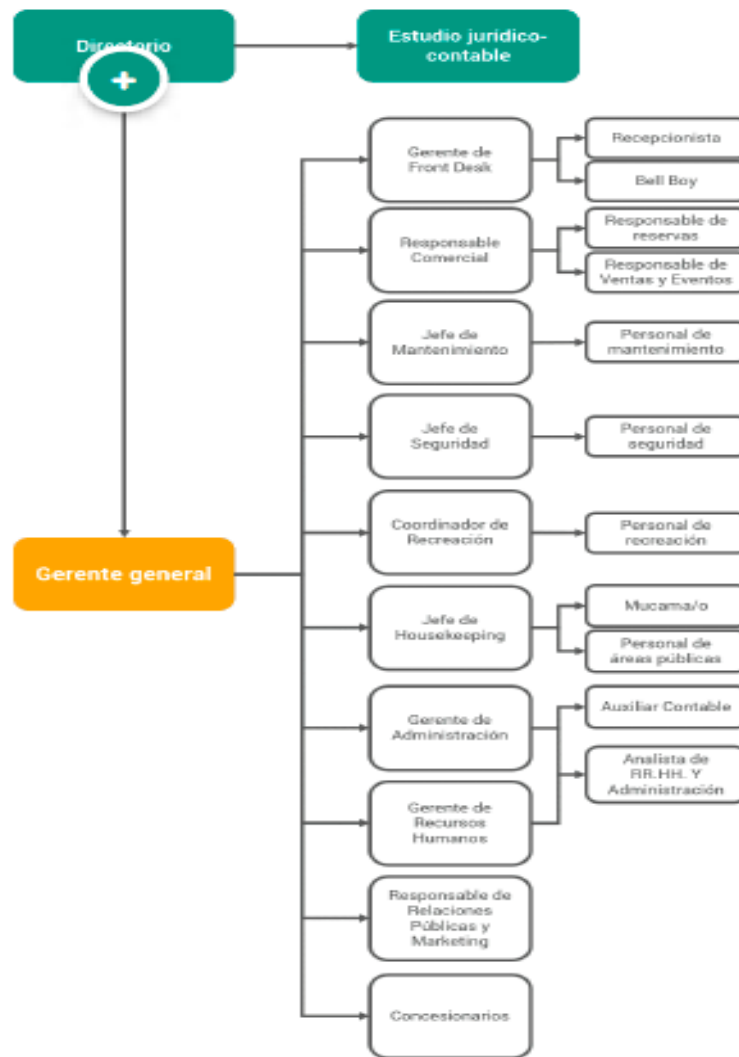 Directorio
Estudio jurídico-
contable
+
Gerente de
Front Desk
Recepcionista
Bell Boy
Responsable
Comercial
Responsable de
reservas
Responsable de
Ventas y Eventos
Jefe de
Mantenimiento
Personal de
mantenimiento
Jefe de
Seguridad
Personal de
seguridad
Gerente general
Coordinador de
Recreación
Personal de
recreación
Jefe de
Housekeeping
Mucama/o
Personal de
áreas públicas
Gerente de
Administración
Auxiliar Contable
Analista de
RR.HH. Y
Administración
Gerente de
Recursos
Humanos
Responsable de
Relaciones
Públicas y
Marketing
Concesionarios